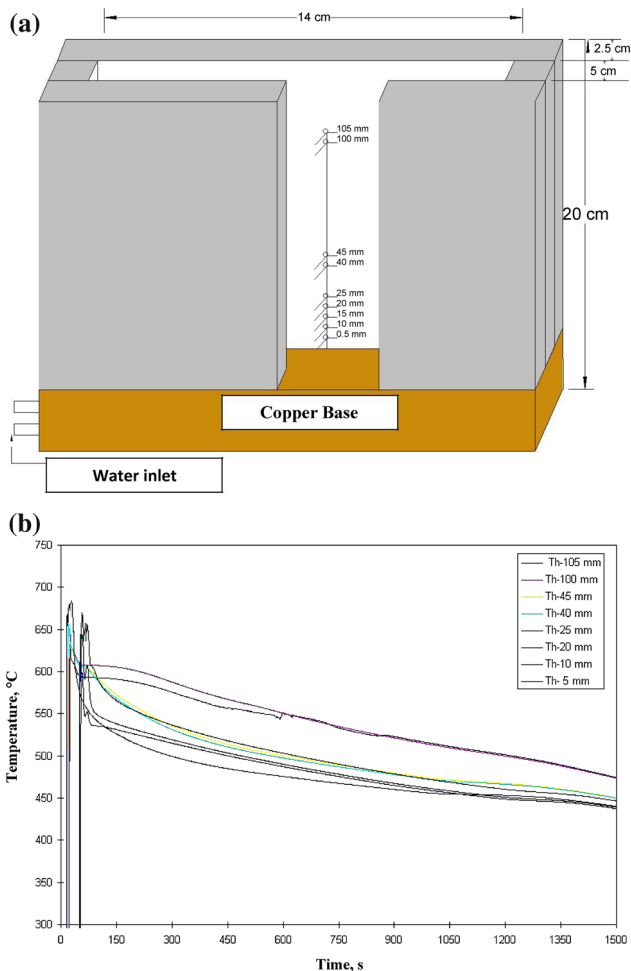 (a)
14 cm
2.5 cm
5 cm
105 mm
100 mm
20 cm
45 mm
40 mm
25 mm
20 mm
15 mm
10 mm
0.5 mm
Copper Base
Water inlet
(b)
750
700
650
600
550
500
450
400
350
300
Temperature, °C
Th-105 mm
Th-100 mm
Th-45 mm
Th-40 mm
Th-25 mm
Th-20 mm
Th-10 mm
Th- 5 mm
0 150 300 450 600 750 900 1050 1200 1350 1500
Time, s